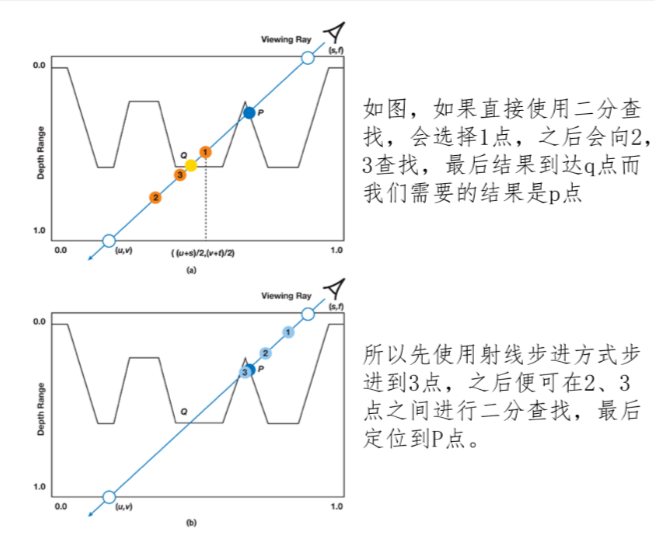 Viewing Ray
(s,t)
0.0
P
Q
1
3
2
Depth Range
1.0
0.0
(u,v)
( (u+s)/2,(v+t)/2)
1.0
(a)
如图，如果直接使用二分查
找，会选择1点，之后会向2,
3查找，最后结果到达q点而
我们需要的结果是p点
Viewing Ray
(s,t)
0.0
1
2
3
P
Q
Depth Range
1.0
0.0
(u,v)
1.0
(b)
所以先使用射线步进方式步
进到3点，之后便可在2、3
点之间进行二分查找，最后
定位到P点。